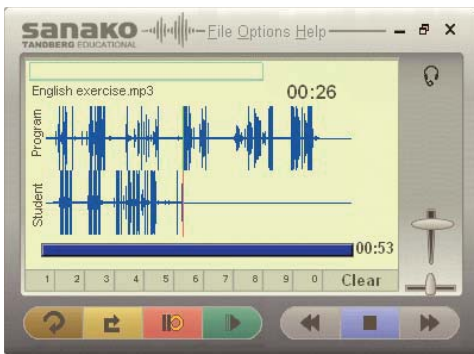 sanako File Options Help
TANDBERG EDUCATIONAL
English exercise.mp3 00:26
Program
Student
00:53
1 2 3 4 5 6 7 8 9 0 Clear